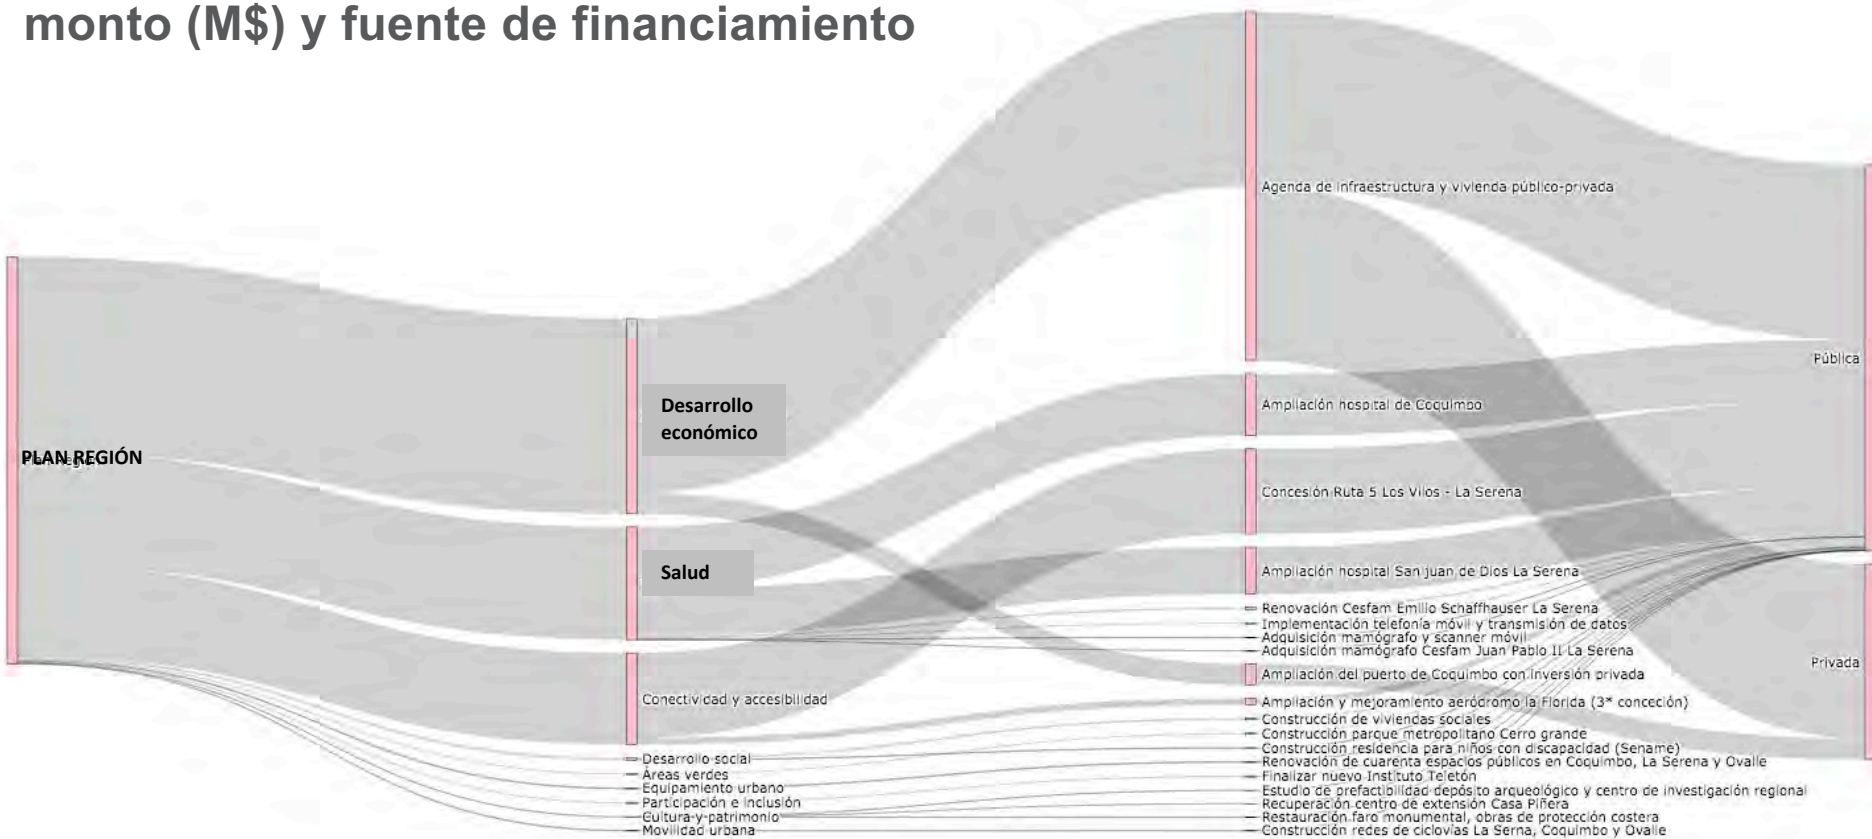 monto (M$) y fuente de financiamiento
PLAN REGIÓN
Plan Región
Desarrollo
económico
Salud
Conectividad y accesibilidad
Desarrollo social
Áreas verdes
Equipamiento urbano
Participación e inclusión
Cultura y patrimonio
Movilidad urbana
Agenda de infraestructura y vivienda público-privada
Ampliación hospital de Coquimbo
Concesión Ruta 5 Los Vilos - La Serena
Ampliación hospital San Juan de Dios La Serena
Renovación Cesfam Emilio Schaffhauser La Serena
Implementación telefonía móvil y transmisión de datos
Adquisición mamógrafo y scanner móvil
Adquisición mamógrafo Cesfam Juan Pablo II La Serena
Ampliación del puerto de Coquimbo con inversión privada
Ampliación y mejoramiento aeródromo la Florida (3* conceción)
Construcción de viviendas sociales
Construcción parque metropolitano Cerro grande
Construcción residencia para niños con discapacidad (Sename)
Renovación de cuarenta espacios públicos en Coquimbo, La Serena y Ovalle
Finalizar nuevo Instituto Teletón
Estudio de prefactibilidad depósito arqueológico y centro de investigación regional
Recuperación centro de extensión Casa Piñera
Restauración faro monumental, obras de protección costera
Construcción redes de ciclovías La Serna, Coquimbo y Ovalle
Pública
Privada